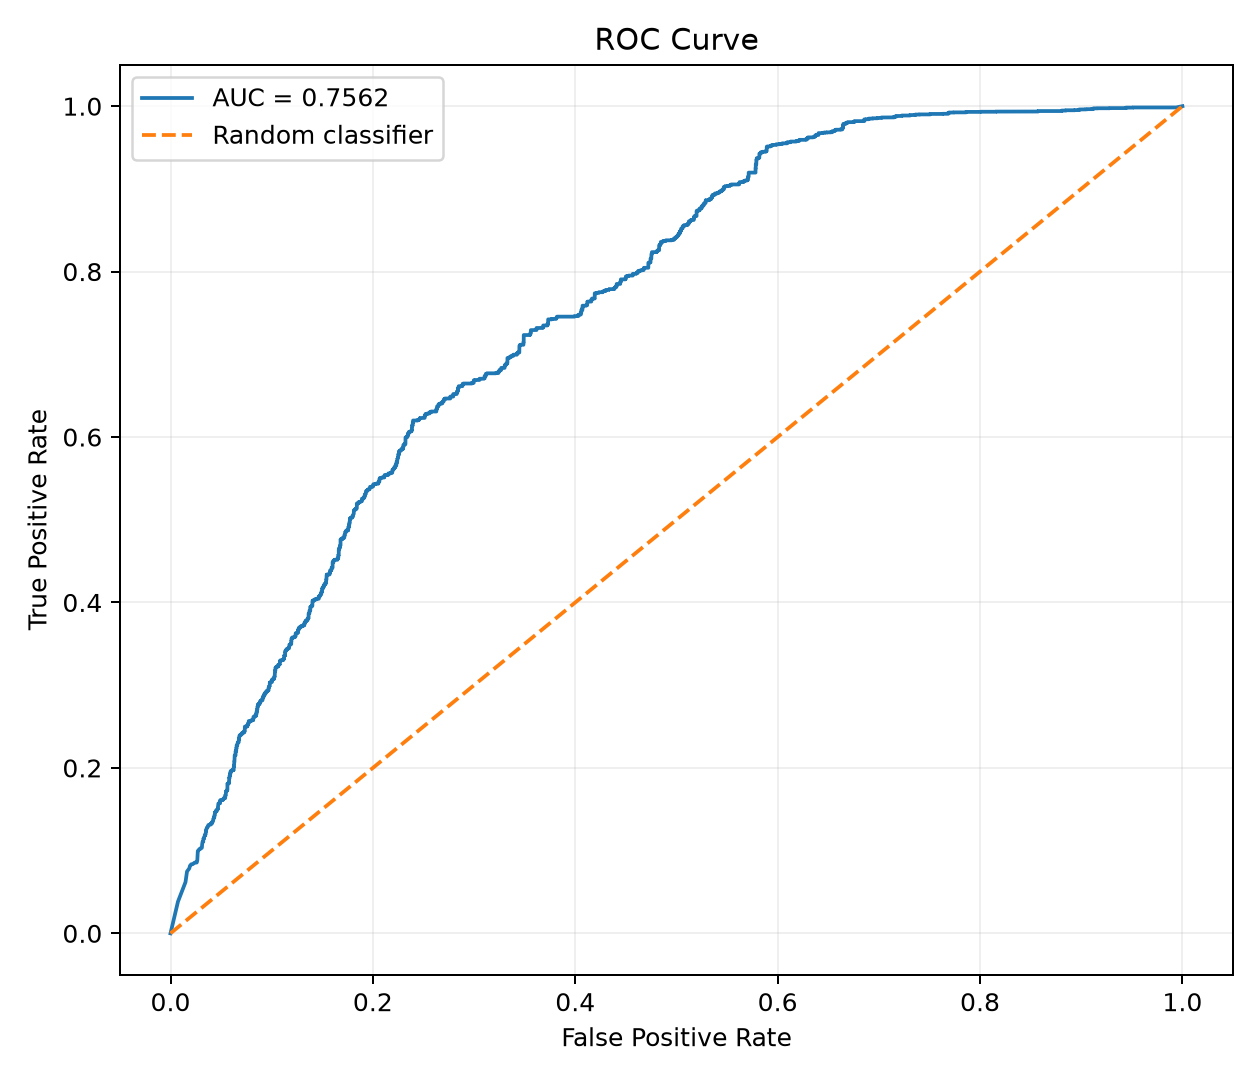 ROC Curve
AUC = 0.7562
Random classifier
True Positive Rate
1.0
0.8
0.6
0.4
0.2
0.0
0.0 0.2 0.4 0.6 0.8 1.0
False Positive Rate